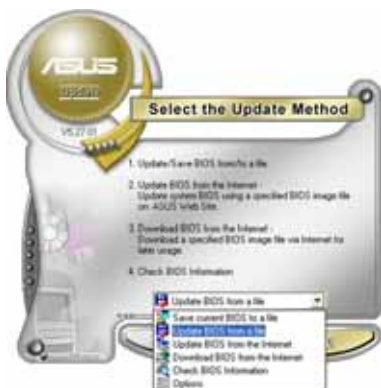 ASUS
Update
V5.27.01
Select the Update Method
1. Update/Save BIOS from/to a file
2. Update BIOS from the Internet -
Update system BIOS using a specified BIOS image file
on ASUS Web Site.
3. Download BIOS from the Internet -
Download a specified BIOS image file via Internet for
later usage.
4. Check BIOS Information
Update BIOS from a file
Save current BIOS to a file
Update BIOS from a file
Update BIOS from the Internet
Download BIOS from the Internet
Check BIOS Information
Options